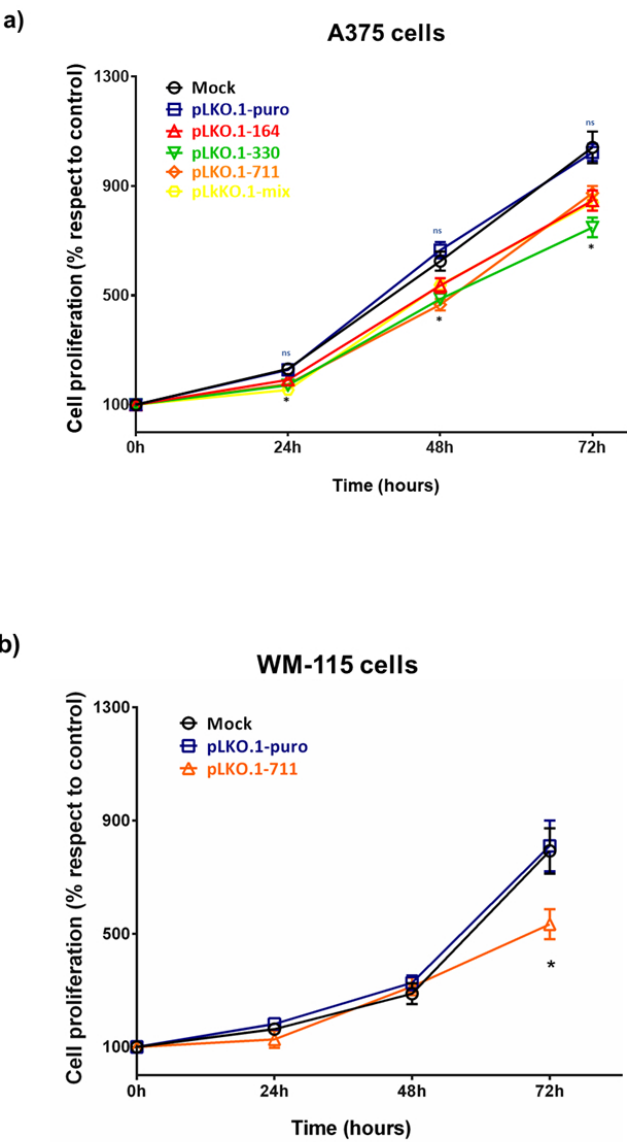 a)
A375 cells
Cell proliferation (% respect to control)
1300
900
500
100
Mock
pLKO.1-puro
pLKO.1-164
pLKO.1-330
pLKO.1-711
pLkKO.1-mix
ns
ns
ns
*
*
*
0h 24h 48h 72h
Time (hours)
b)
WM-115 cells
Cell proliferation (% respect to control)
1300
900
500
100
Mock
pLKO.1-puro
pLKO.1-711
*
0h 24h 48h 72h
Time (hours)